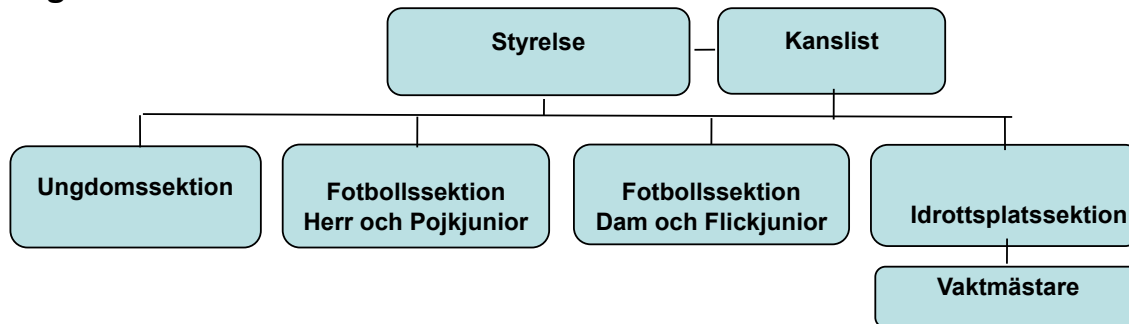 Styrelse
Kanslist
Ungdomssektion
Fotbollssektion
Herr och Pojkjunior
Fotbollssektion
Dam och Flickjunior
Idrottsplatssektion
Vaktmästare